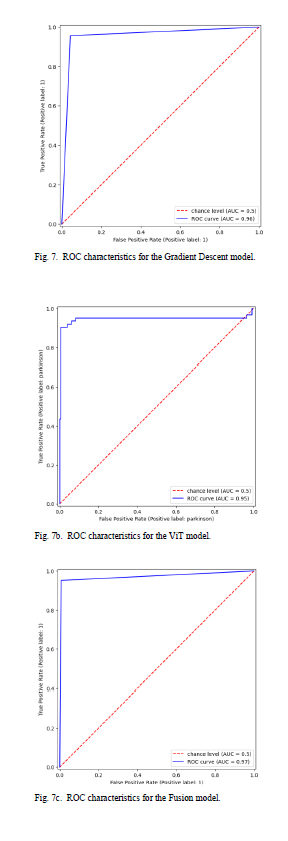 1.0
0.8
0.6
0.4
0.2
0.0
True Positive Rate (Positive label: 1)
chance level (AUC = 0.5)
ROC curve (AUC = 0.96)
0.0 0.2 0.4 0.6 0.8 1.0
False Positive Rate (Positive label: 1)
Fig. 7. ROC characteristics for the Gradient Descent model.
1.0
0.8
0.6
0.4
0.2
0.0
True Positive Rate (Positive label: parkinson)
chance level (AUC = 0.5)
ROC curve (AUC = 0.95)
0.0 0.2 0.4 0.6 0.8 1.0
False Positive Rate (Positive label: parkinson)
Fig. 7b. ROC characteristics for the ViT model.
1.0
0.8
0.6
0.4
0.2
0.0
True Positive Rate (Positive label: 1)
chance level (AUC = 0.5)
ROC curve (AUC = 0.97)
0.0 0.2 0.4 0.6 0.8 1.0
False Positive Rate (Positive label: 1)
Fig. 7c. ROC characteristics for the Fusion model.